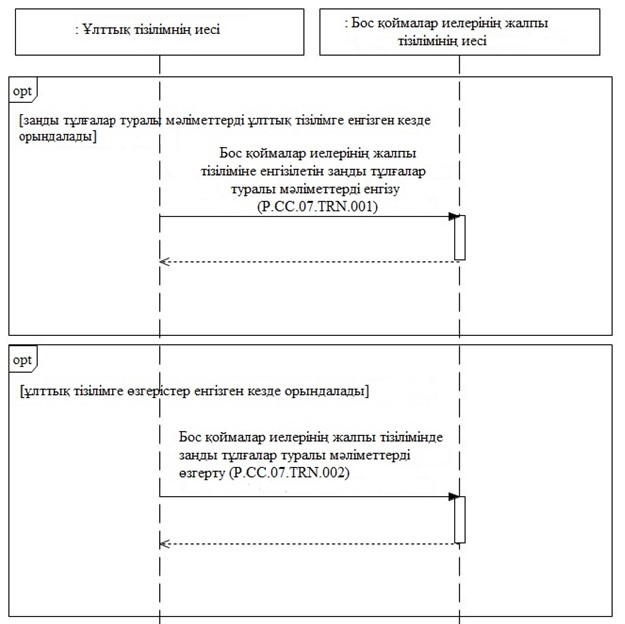 : Ұлттық тізілімнің иесі
: Бос қоймалар иелерінің жалпы
тізілімінің иесі
opt
[заңды тұлғалар туралы мәліметтерді ұлттық тізілімге енгізген кезде
орындалады]
Бос қоймалар иелерінің жалпы
тізіліміне енгізілетін заңды тұлғалар
туралы мәліметтерді енгізу
(P.CC.07.TRN.001)
opt
[ұлттық тізілімге өзгерістер енгізген кезде орындалады]
Бос қоймалар иелерінің жалпы тізілімінде
заңды тұлғалар туралы мәліметтерді
өзгерту (P.CC.07.TRN.002)